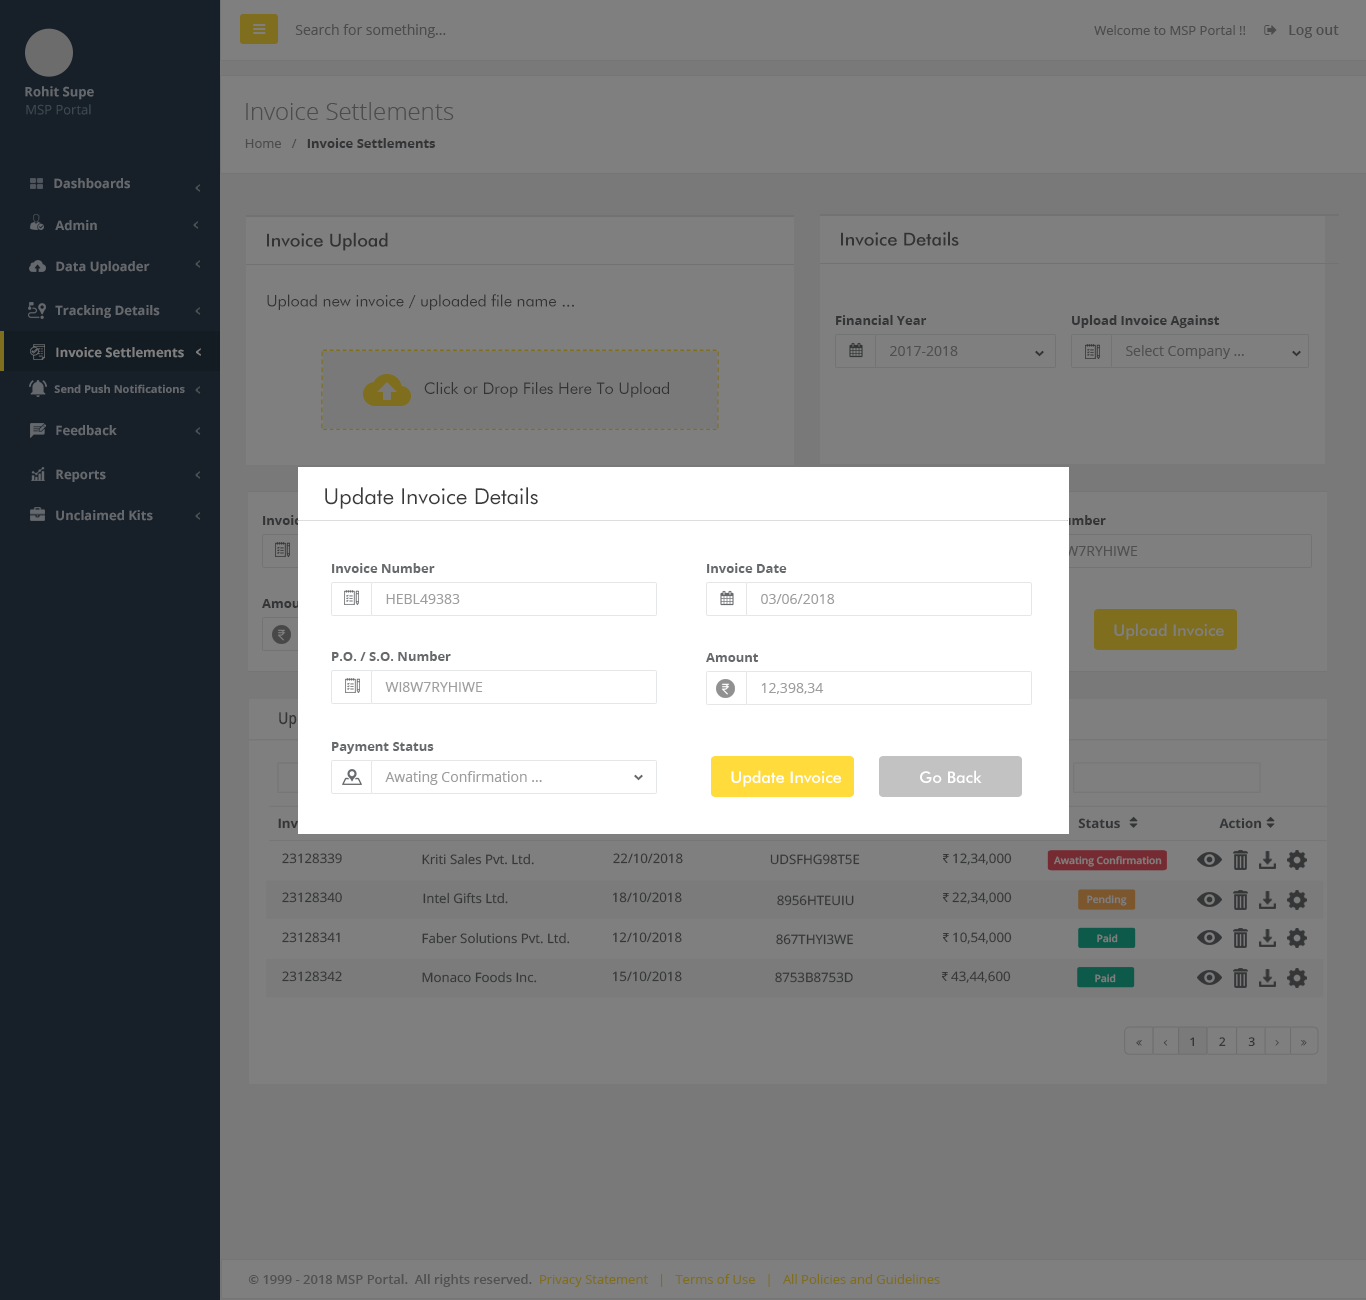 Search for something...
Welcome to MSP Portal !!
Log out
Rohit Supe
MSP Portal
Dashboards
Admin
Data Uploader
Tracking Details
Invoice Settlements
Send Push Notifications
Feedback
Reports
Unclaimed Kits
Invoice Settlements
Home / Invoice Settlements
Invoice Upload
Upload new invoice / uploaded file name ...
Click or Drop Files Here To Upload
Invoice Details
Financial Year
Upload Invoice Against
2017-2018
Select Company ...
Upload Invoice
Update Invoice Details
Invoice Number
HEBL49383
Invoice Date
03/06/2018
P.O. / S.O. Number
WI8W7RYHIWE
Amount
₹ 12,398,34
Payment Status
Awating Confirmation ...
Update Invoice
Go Back
Status
Action
23128339 Kriti Sales Pvt. Ltd. 22/10/2018 UDSFHG98T5E ₹ 12,34,000 Awating Confirmation
23128340 Intel Gifts Ltd. 18/10/2018 8956HTEUIU ₹ 22,34,000 Pending
23128341 Faber Solutions Pvt. Ltd. 12/10/2018 867THYI3WE ₹ 10,54,000 Paid
23128342 Monaco Foods Inc. 15/10/2018 8753B8753D ₹ 43,44,600 Paid
« ‹ 1 2 3 › »
© 1999 - 2018 MSP Portal. All rights reserved. Privacy Statement | Terms of Use | All Policies and Guidelines